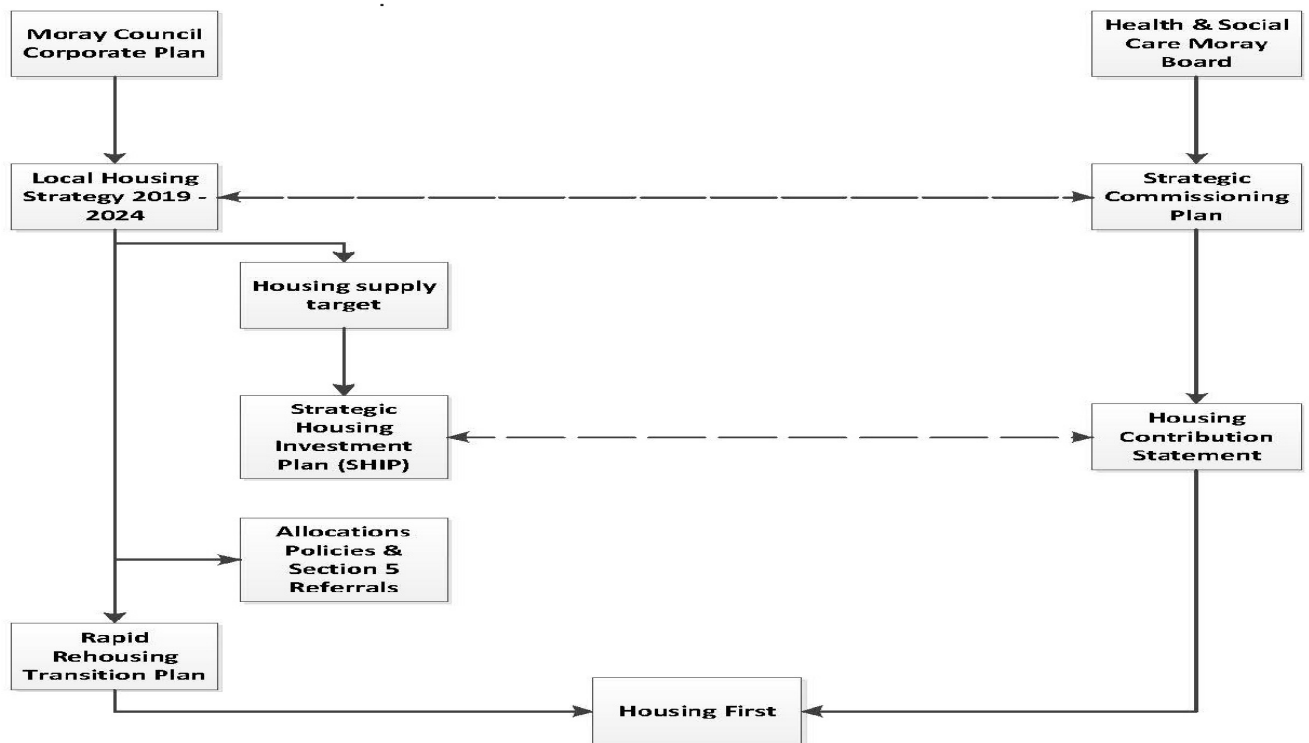 Moray Council
Corporate Plan
Health & Social
Care Moray
Board
Local Housing
Strategy 2019 -
2024
Strategic
Commissioning
Plan
Housing supply
target
Strategic
Housing
Investment
Plan (SHIP)
Housing
Contribution
Statement
Allocations
Policies &
Section 5
Referrals
Rapid
Rehousing
Transition Plan
Housing First